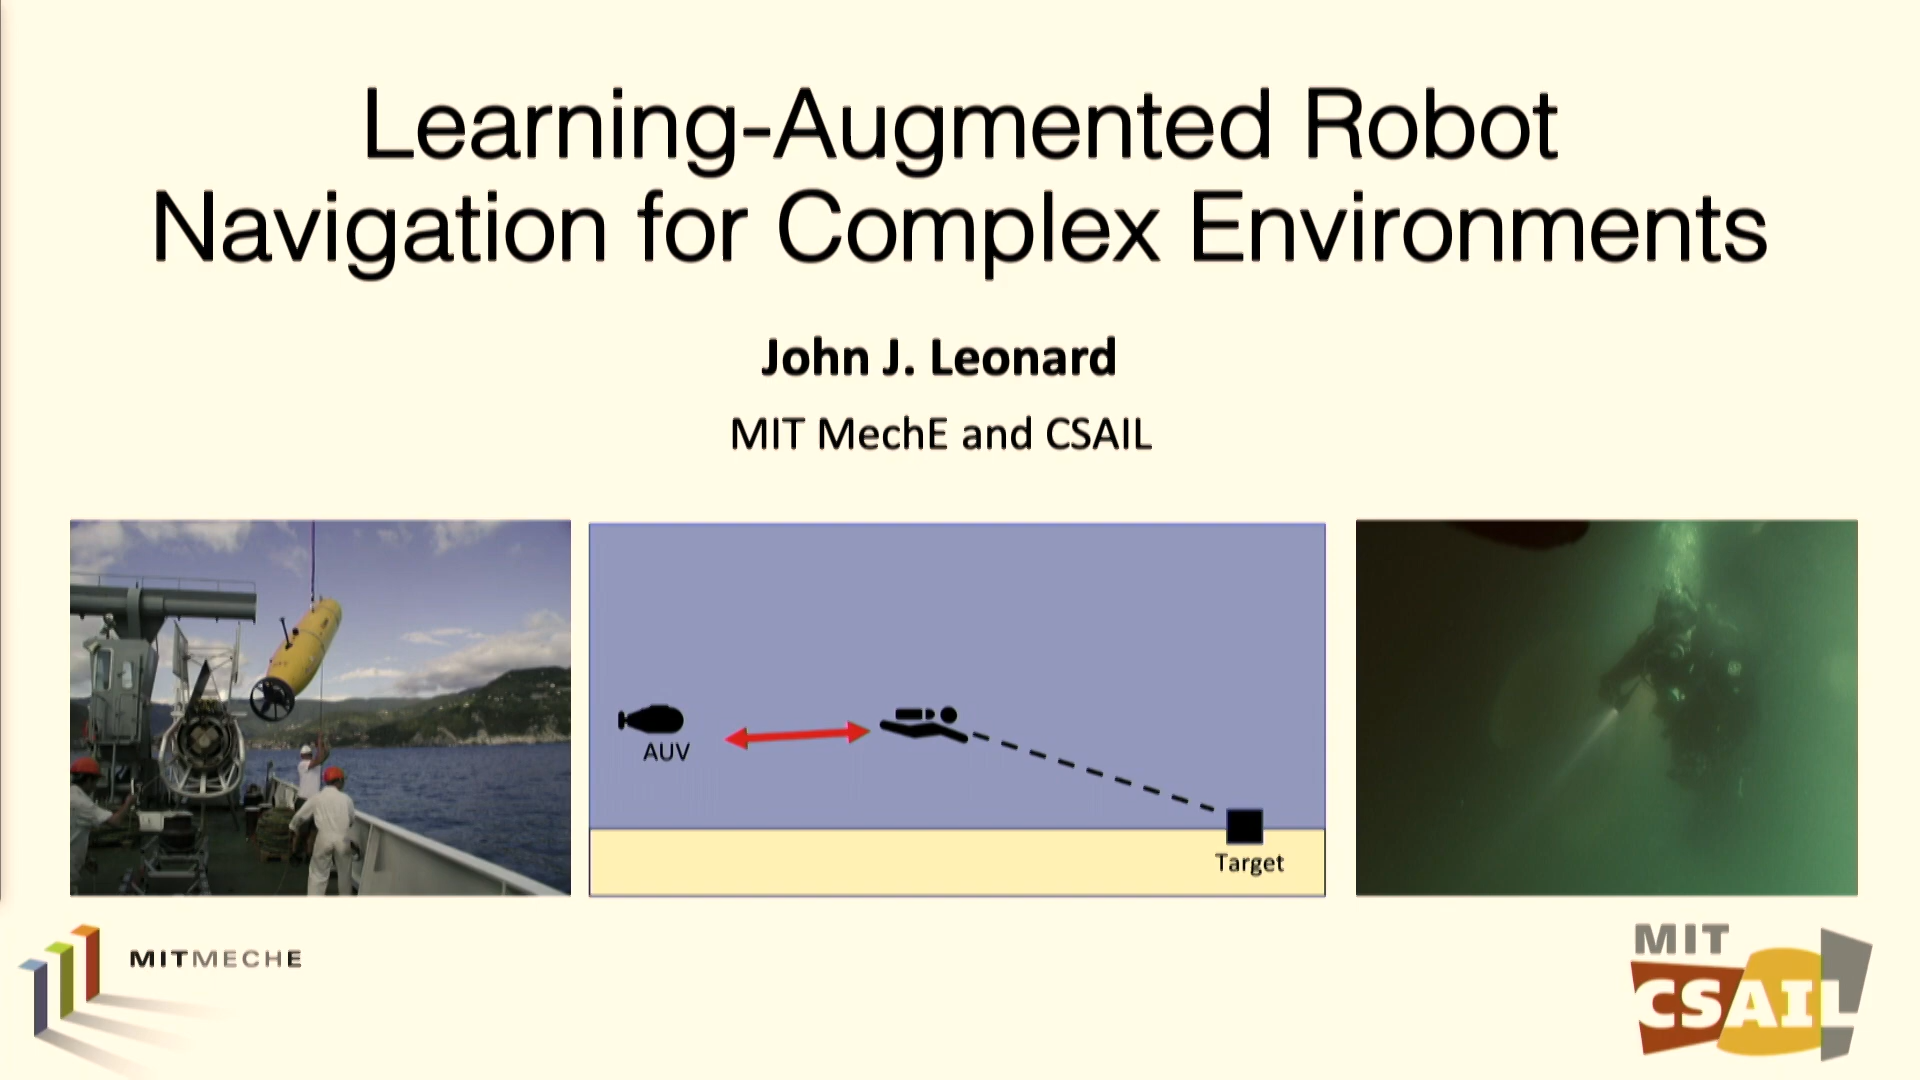 Learning-Augmented Robot
Navigation for Complex Environments
John J. Leonard
MIT MechE and CSAIL
AUV
Target
MITMECHE
MIT
CSAIL